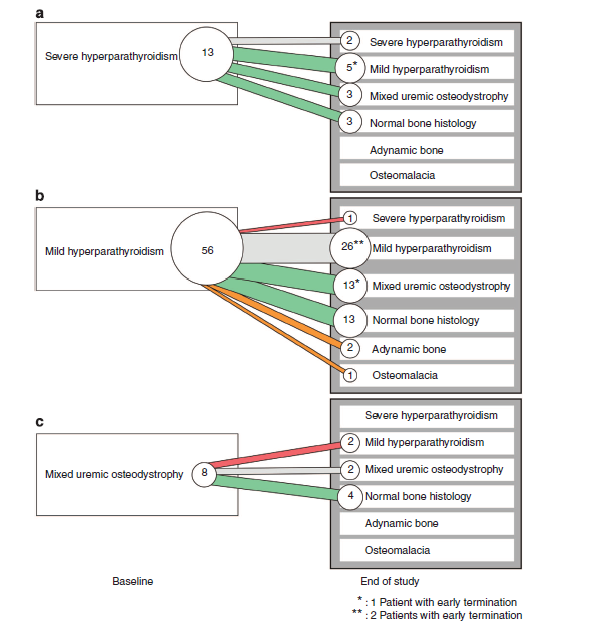 a
Severe hyperparathyroidism 13
2 Severe hyperparathyroidism
5* Mild hyperparathyroidism
3 Mixed uremic osteodystrophy
3 Normal bone histology
Adynamic bone
Osteomalacia
b
Mild hyperparathyroidism 56
1 Severe hyperparathyroidism
26** Mild hyperparathyroidism
13* Mixed uremic osteodystrophy
13 Normal bone histology
2 Adynamic bone
1 Osteomalacia
c
Mixed uremic osteodystrophy 8
Severe hyperparathyroidism
2 Mild hyperparathyroidism
2 Mixed uremic osteodystrophy
4 Normal bone histology
Adynamic bone
Osteomalacia
Baseline End of study
* : 1 Patient with early termination
** : 2 Patients with early termination